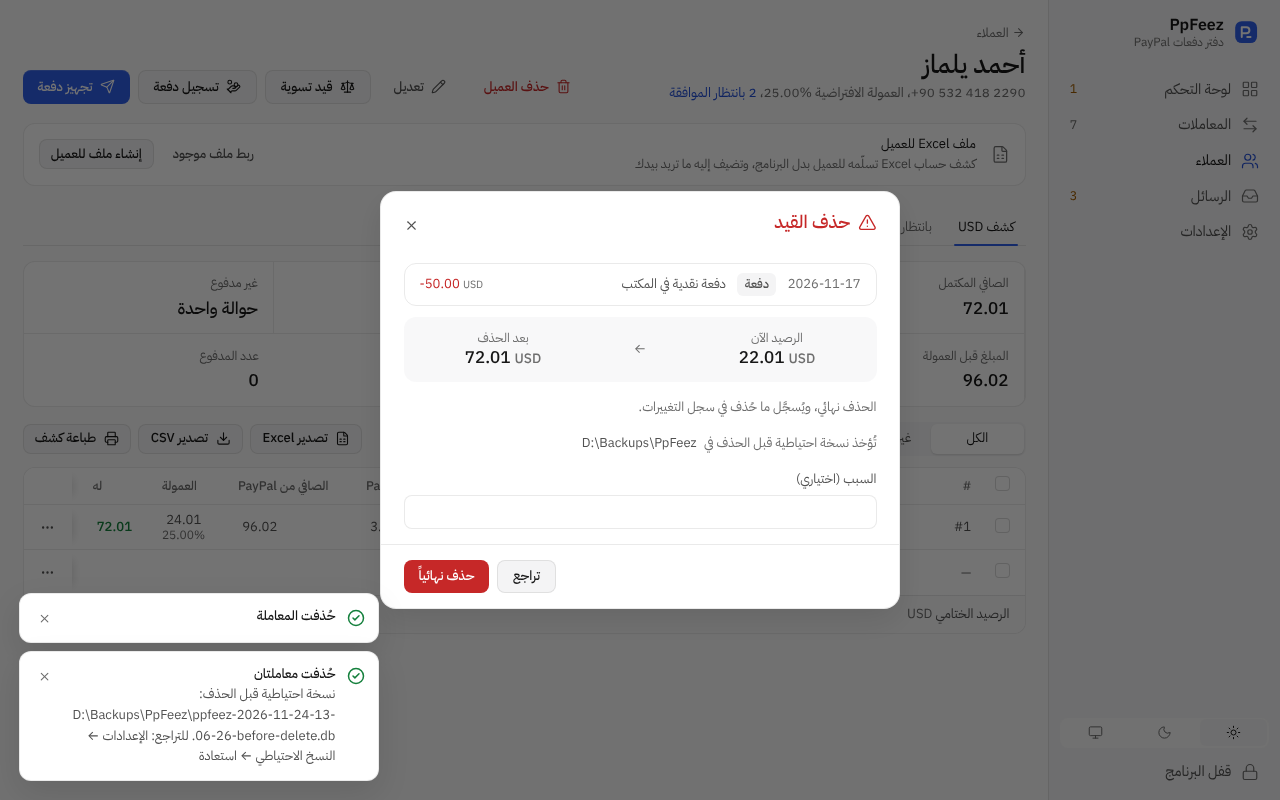 PpFeez
دفتر دفعات PayPal
لوحة التحكم 1
المعاملات 7
العملاء
الرسائل 3
الإعدادات
قفل البرنامج
→ العملاء
أحمد يلماز
+90 532 418 2290، العمولة الافتراضية 25.00%، 2 بانتظار الموافقة
حذف العميل
تعديل
قيد تسوية
تسجيل دفعة
تجهيز دفعة
ملف Excel للعميل
كشف حساب Excel تسلّمه للعميل بدل البرنامج، وتضيف إليه ما تريد بيدك
ربط ملف موجود
إنشاء ملف للعميل
كشف USD
بانتظار
الصافي المكتمل
72.01
غير مدفوع
حوالة واحدة
المبلغ قبل العمولة
96.02
عدد المدفوع
0
الكل
غير
تصدير Excel
تصدير CSV
طباعة كشف
#
الصافي من PayPal
العمولة
له
#1
96.02
24.01
25.00%
72.01
—
الرصيد الختامي USD
حذف القيد
2026-11-17 دفعة دفعة نقدية في المكتب -50.00 USD
الرصيد الآن
22.01 USD
←
بعد الحذف
72.01 USD
الحذف نهائي، ويُسجَّل ما حُذف في سجل التغييرات.
تُؤخذ نسخة احتياطية قبل الحذف في D:\Backups\PpFeez
السبب (اختياري)
تراجع
حذف نهائياً
حُذفت المعاملة
حُذفت معاملتان
نسخة احتياطية قبل الحذف:
D:\Backups\PpFeez\ppfeez-2026-11-24-13-
06-26-before-delete.db. للتراجع: الإعدادات ←
النسخ الاحتياطي ← استعادة